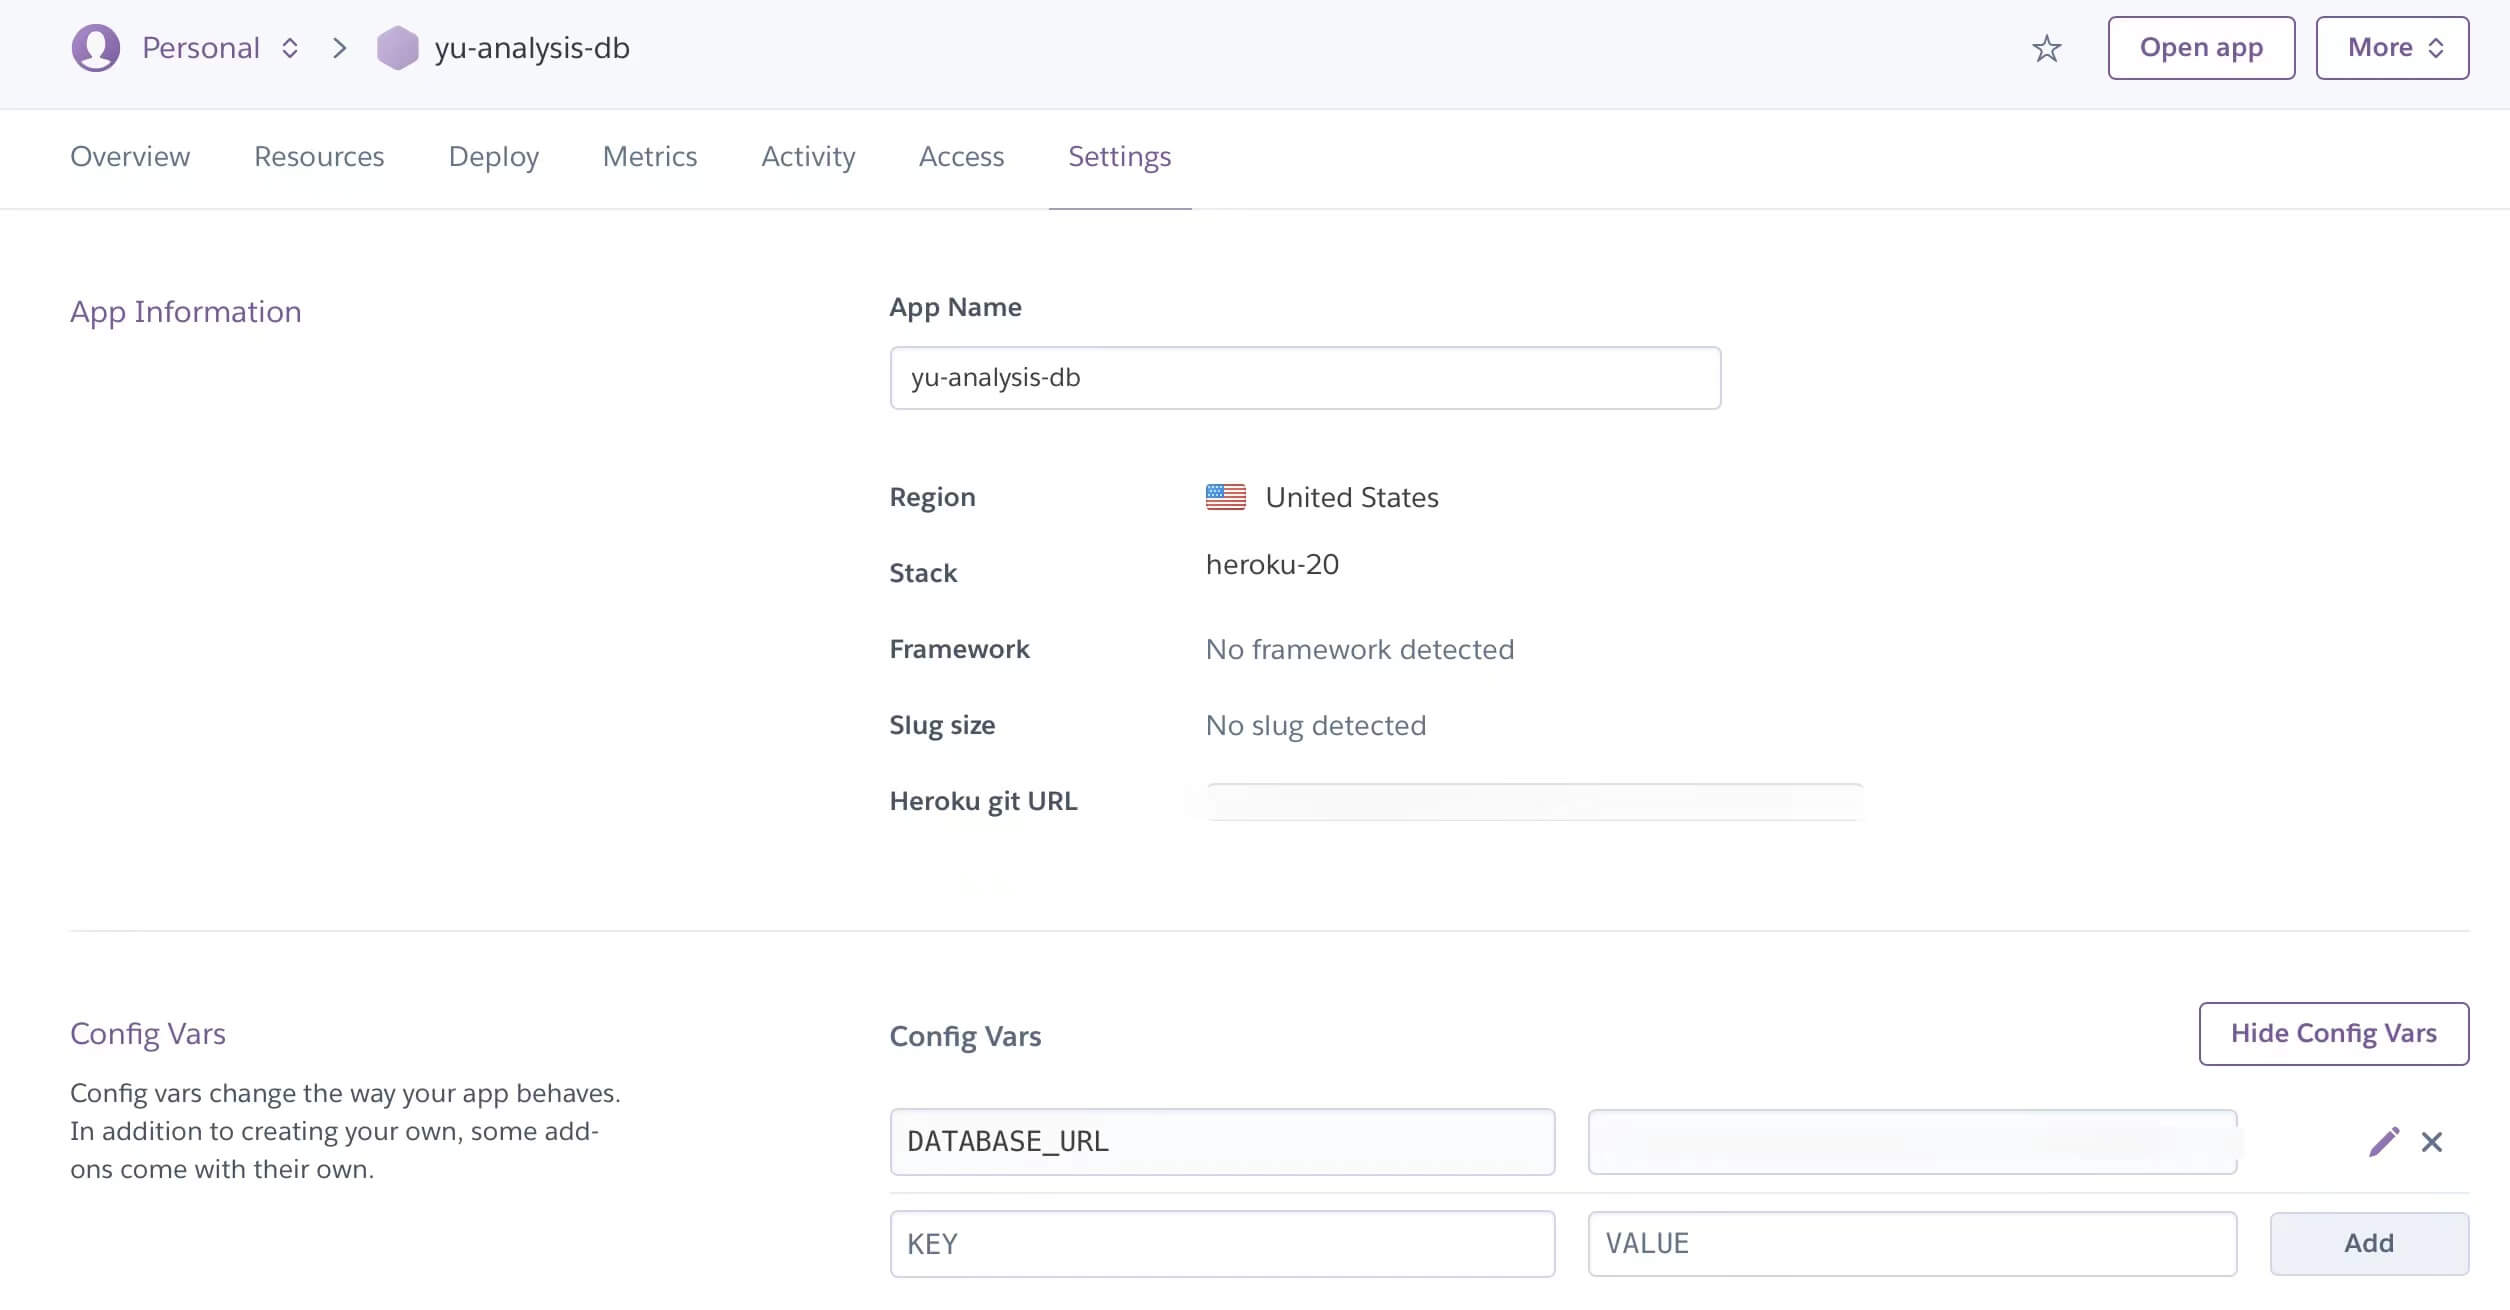 Personal > yu-analysis-db
Open app
More
Overview Resources Deploy Metrics Activity Access Settings
App Information
App Name
yu-analysis-db
Region United States
Stack heroku-20
Framework No framework detected
Slug size No slug detected
Heroku git URL
Config Vars
Config vars change the way your app behaves.
In addition to creating your own, some add-
ons come with their own.
Config Vars
Hide Config Vars
DATABASE_URL
KEY VALUE Add